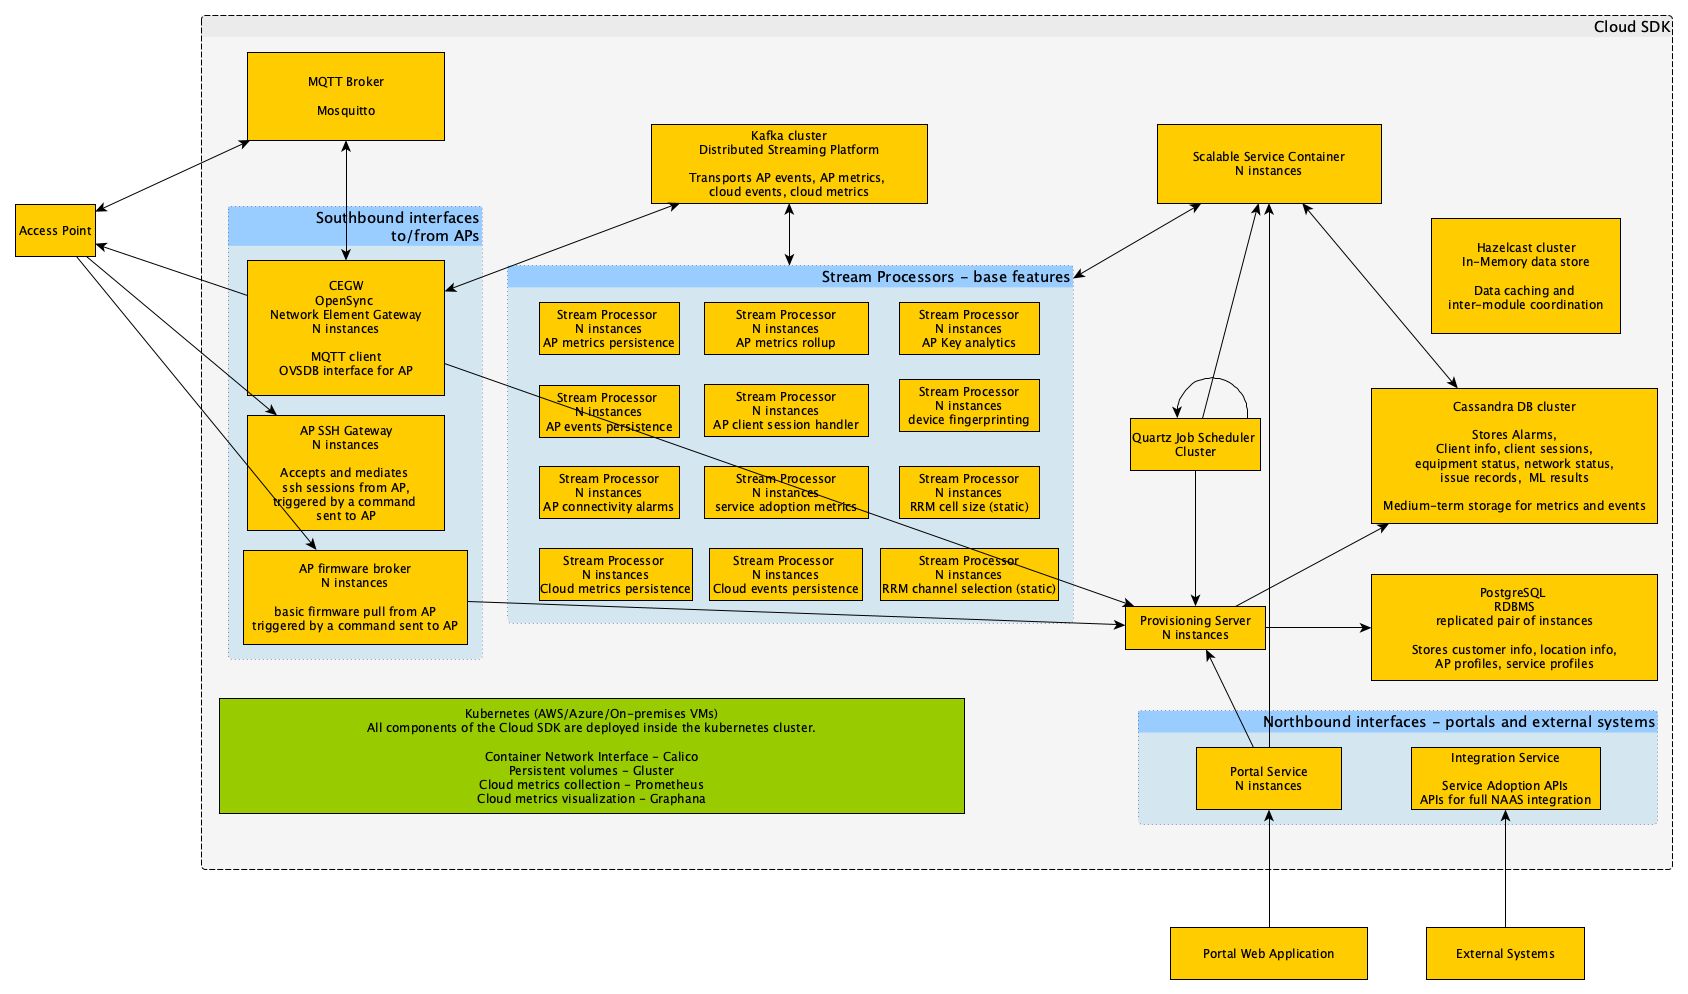 Cloud SDK
MQTT Broker
Mosquitto
Access Point
Southbound interfaces
to/from APs
CEGW
OpenSync
Network Element Gateway
N instances
MQTT client
OVSDB interface for AP
AP SSH Gateway
N instances
Accepts and mediates
ssh sessions from AP,
triggered by a command
sent to AP
AP firmware broker
N instances
basic firmware pull from AP
triggered by a command sent to AP
Kafka cluster
Distributed Streaming Platform
Transports AP events, AP metrics,
cloud events, cloud metrics
Stream Processors - base features
Stream Processor
N instances
AP metrics persistence
Stream Processor
N instances
AP metrics rollup
Stream Processor
N instances
AP Key analytics
Stream Processor
N instances
AP events persistence
Stream Processor
N instances
AP client session handler
Stream Processor
N instances
device fingerprinting
Stream Processor
N instances
AP connectivity alarms
Stream Processor
N instances
service adoption metrics
Stream Processor
N instances
RRM cell size (static)
Stream Processor
N instances
Cloud metrics persistence
Stream Processor
N instances
Cloud events persistence
Stream Processor
N instances
RRM channel selection (static)
Scalable Service Container
N instances
Hazelcast cluster
In-Memory data store
Data caching and
inter-module coordination
Quartz Job Scheduler
Cluster
Cassandra DB cluster
Stores Alarms,
Client info, client sessions,
equipment status, network status,
issue records, ML results
Medium-term storage for metrics and events
Provisioning Server
N instances
PostgreSQL
RDBMS
replicated pair of instances
Stores customer info, location info,
AP profiles, service profiles
Kubernetes (AWS/Azure/On-premises VMs)
All components of the Cloud SDK are deployed inside the kubernetes cluster.
Container Network Interface - Calico
Persistent volumes - Gluster
Cloud metrics collection - Prometheus
Cloud metrics visualization - Graphana
Northbound interfaces - portals and external systems
Portal Service
N instances
Integration Service
Service Adoption APIs
APIs for full NAAS integration
Portal Web Application
External Systems